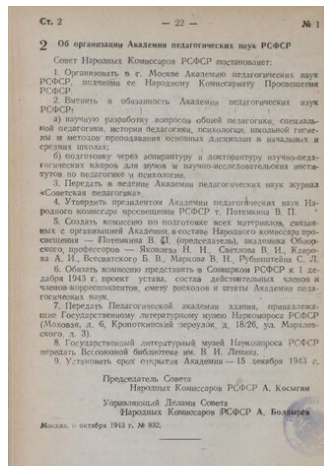 Ст. 2 — 22 — № 1
2 Об организации Академии педагогических наук РСФСР
Совет Народных Комиссаров РСФСР постановляет:
1. Организовать в г. Москве Академию педагогических наук
РСФСР, подчинив ее Народному Комиссариату Просвещения
РСФСР.
2. Вменить в обязанность Академии педагогических наук
РСФСР:
а) научную разработку вопросов общей педагогики, специаль-
ной педагогики, истории педагогики, психологии, школьной гигие-
ны и методов преподавания основных дисциплин в начальных и
средних школах;
б) подготовку через аспирантуру и докторантуру научно-педа-
гогических кадров для вузов и научно-исследовательских инсти-
тутов по педагогике и психологии.
3. Передать в ведение Академии педагогических наук журнал
«Советская педагогика».
4. Утвердить президентом Академии педагогических наук На-
родного комиссара просвещения РСФСР т. Потемкина В. П.
5. Создать комиссию по подготовке всех материалов, связан-
ных с организацией Академии, в составе Народного комиссара про-
свещения — Потемкина В. П. (председатель), академика Обнор-
ского, профессоров — Яковлева Н. Н., Светлова В. И., Каиро-
ва А. И., Всесвятского Б. В., Маркова В. Н., Рубинштейна С. Л.
6. Обязать комиссию представить в Совнарком РСФСР к 1 де-
кабря 1943 г. проект устава, состав действительных членов и
членов-корреспондентов, смету расходов и штаты Академии педа-
гогических наук.
7. Передать Педагогической академии здания, принадлежа-
щие Государственному литературному музею Наркомпроса РСФСР
(Моховая, д. 6, Кропоткинский переулок, д. 18/26, ул. Мархлев-
ского, д. 3).
8. Государственный литературный музей Наркомпроса РСФСР
передать Всесоюзной библиотеке им. В. И. Ленина.
9. Установить срок открытия Академии — 15 декабря 1943 г.
Председатель Совета
Народных Комиссаров РСФСР А. Косыгин
Управляющий Делами Совета
Народных Комиссаров РСФСР А. Болдырев
Москва, 6 октября 1943 г. № 832.